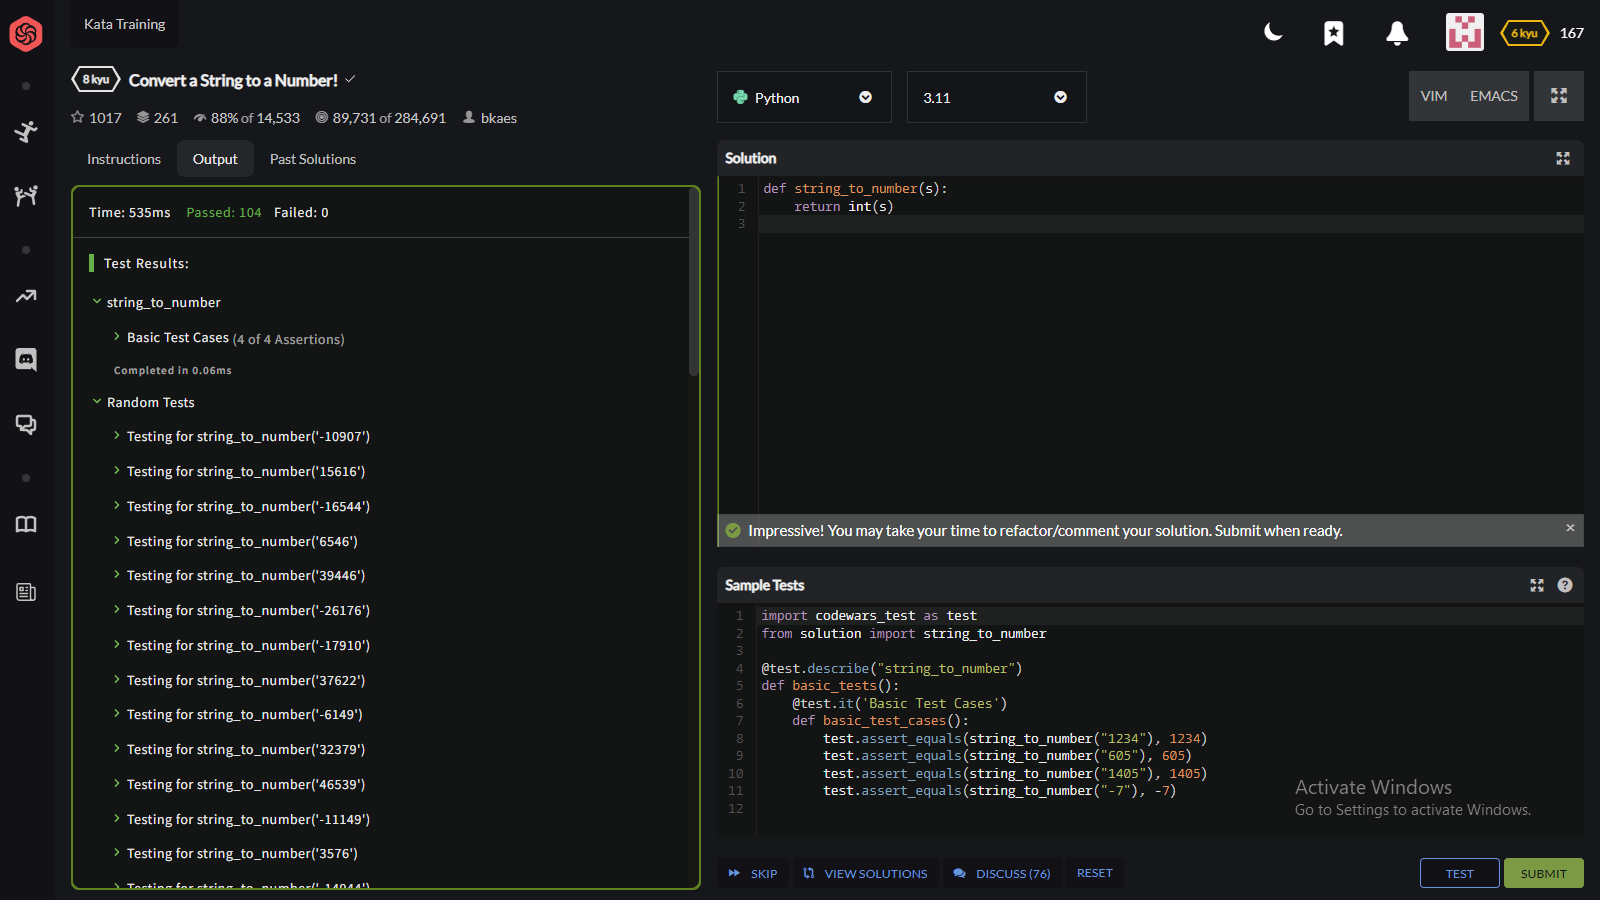 Kata Training
6 kyu
167
8 kyu
Convert a String to a Number!
1017 261 88% of 14,533 89,731 of 284,691 bkaes
Instructions Output Past Solutions
Time: 535ms Passed: 104 Failed: 0
Test Results:
string_to_number
Basic Test Cases (4 of 4 Assertions)
Completed in 0.06ms
Random Tests
Testing for string_to_number('-10907')
Testing for string_to_number('15616')
Testing for string_to_number('-16544')
Testing for string_to_number('6546')
Testing for string_to_number('39446')
Testing for string_to_number('-26176')
Testing for string_to_number('-17910')
Testing for string_to_number('37622')
Testing for string_to_number('-6149')
Testing for string_to_number('32379')
Testing for string_to_number('46539')
Testing for string_to_number('-11149')
Testing for string_to_number('3576')
Python
3.11
VIM EMACS
Solution
1 def string_to_number(s):
2     return int(s)
3
Impressive! You may take your time to refactor/comment your solution. Submit when ready. ×
Sample Tests
1 import codewars_test as test
2 from solution import string_to_number
3
4 @test.describe("string_to_number")
5 def basic_tests():
6     @test.it('Basic Test Cases')
7     def basic_test_cases():
8         test.assert_equals(string_to_number("1234"), 1234)
9         test.assert_equals(string_to_number("605"), 605)
10         test.assert_equals(string_to_number("1405"), 1405)
11         test.assert_equals(string_to_number("-7"), -7)
12
Activate Windows
Go to Settings to activate Windows.
SKIP VIEW SOLUTIONS DISCUSS (76) RESET TEST SUBMIT